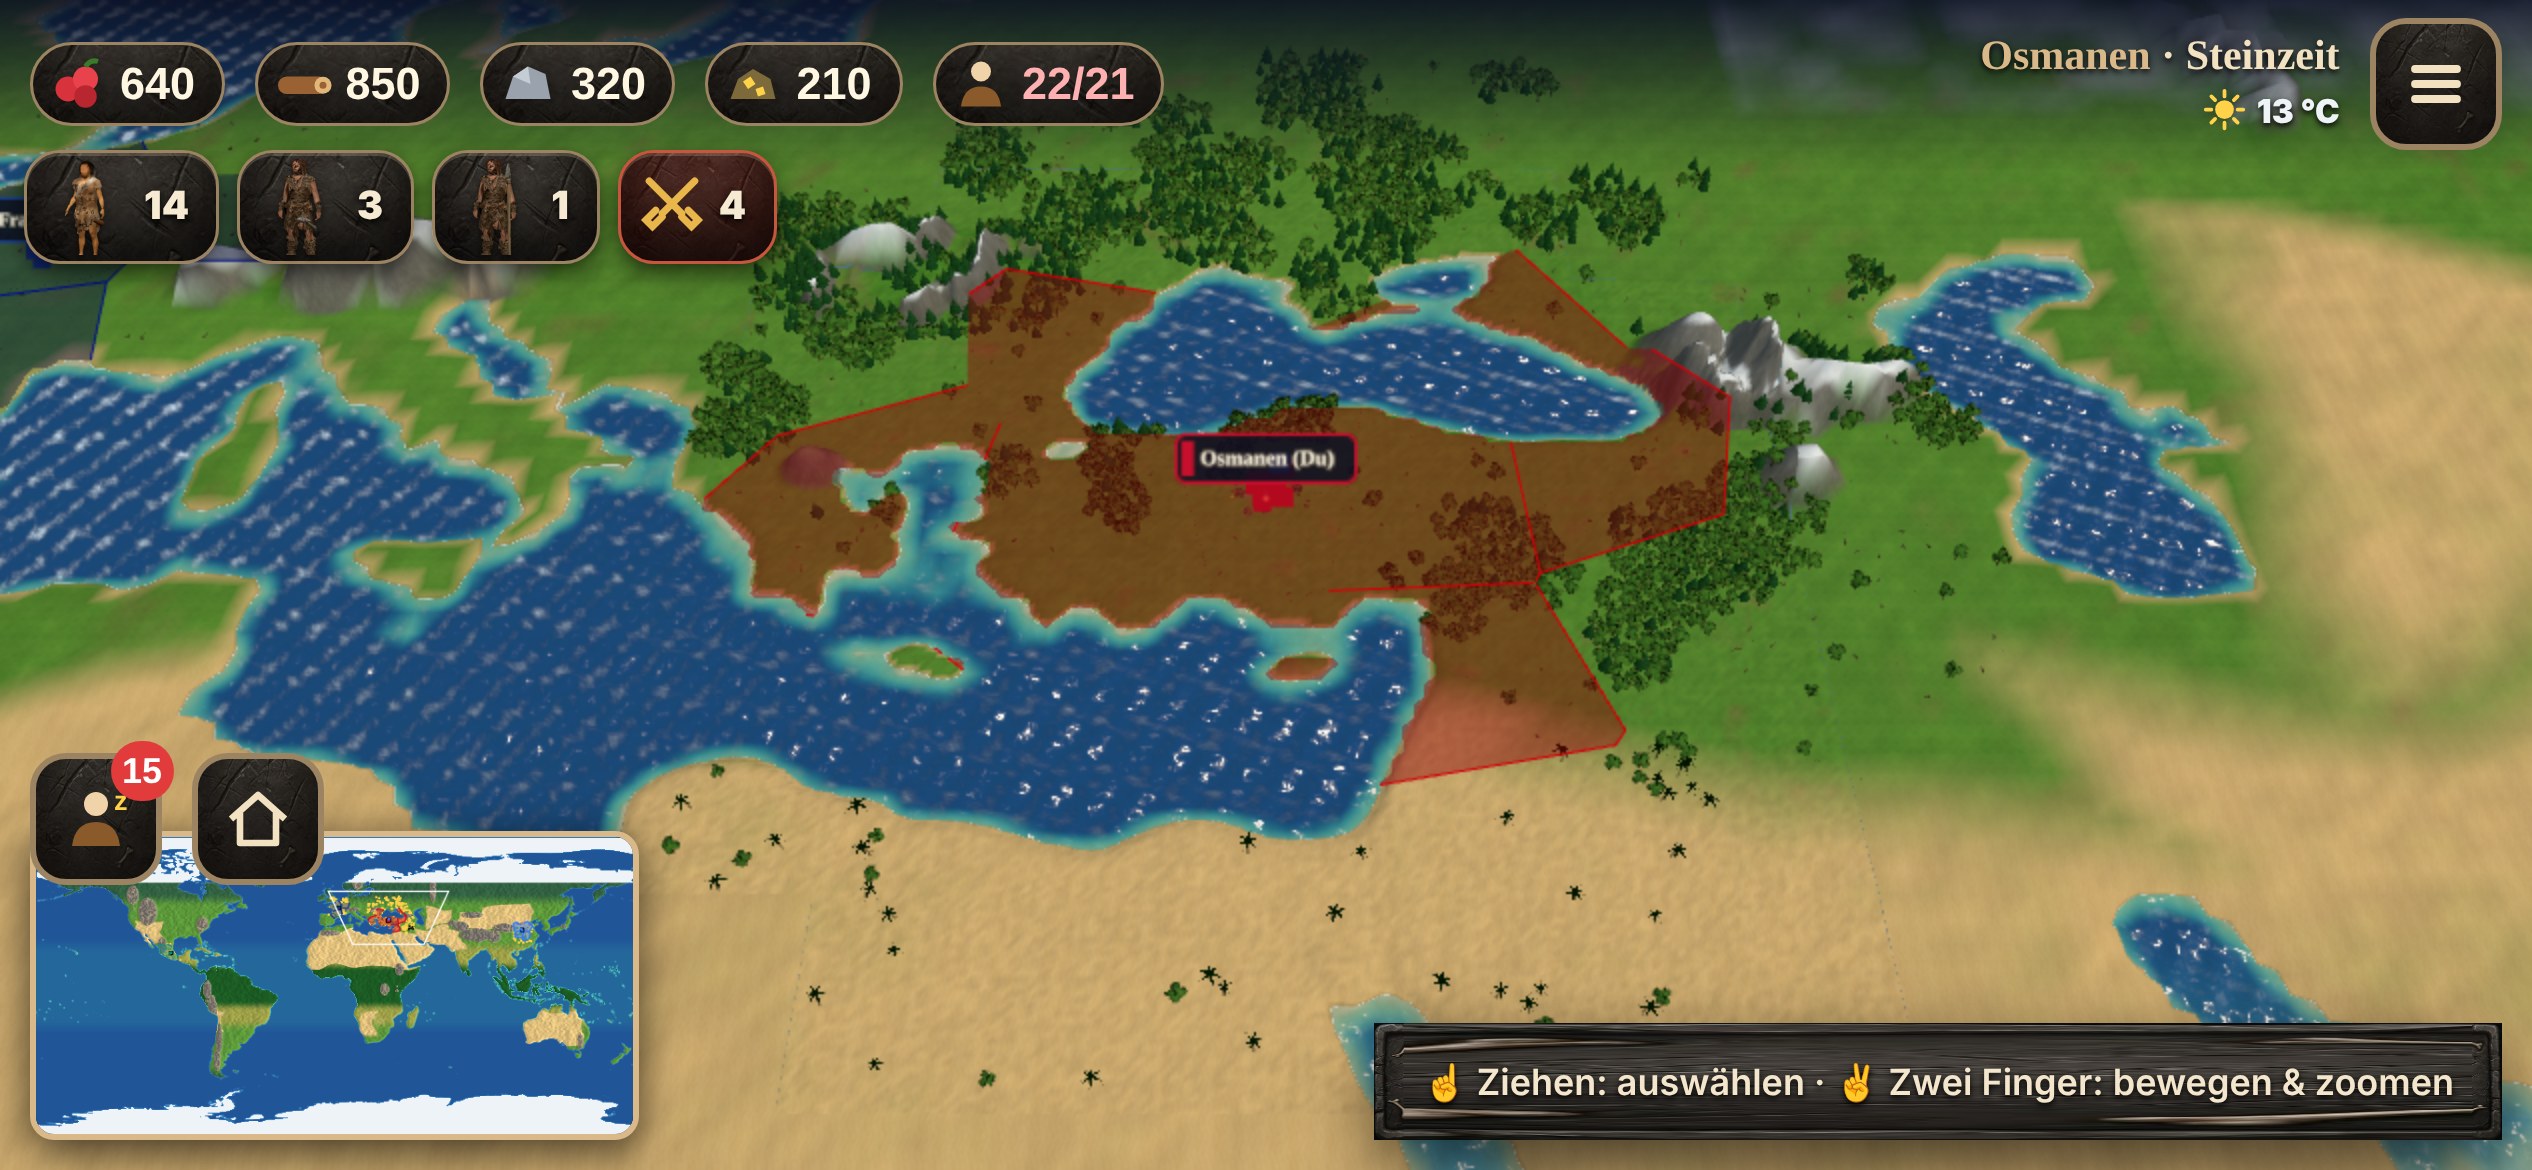 640
850
320
210
22/21
Osmanen · Steinzeit
13 °C
14
3
1
4
Osmanen (Du)
15
z
☝ Ziehen: auswählen · ✌ Zwei Finger: bewegen & zoomen